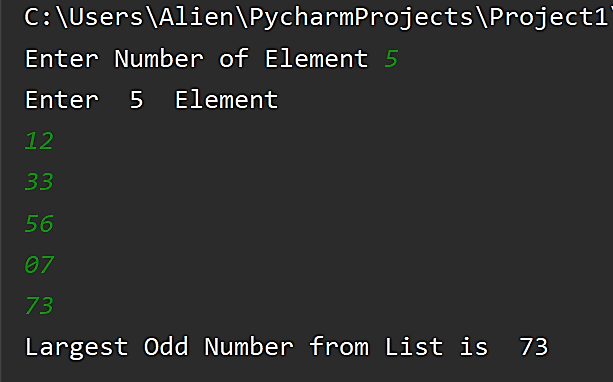 C:\Users\Alien\PycharmProjects\Project1\
Enter Number of Element 5
Enter  5  Element
12
33
56
07
73
Largest Odd Number from List is  73